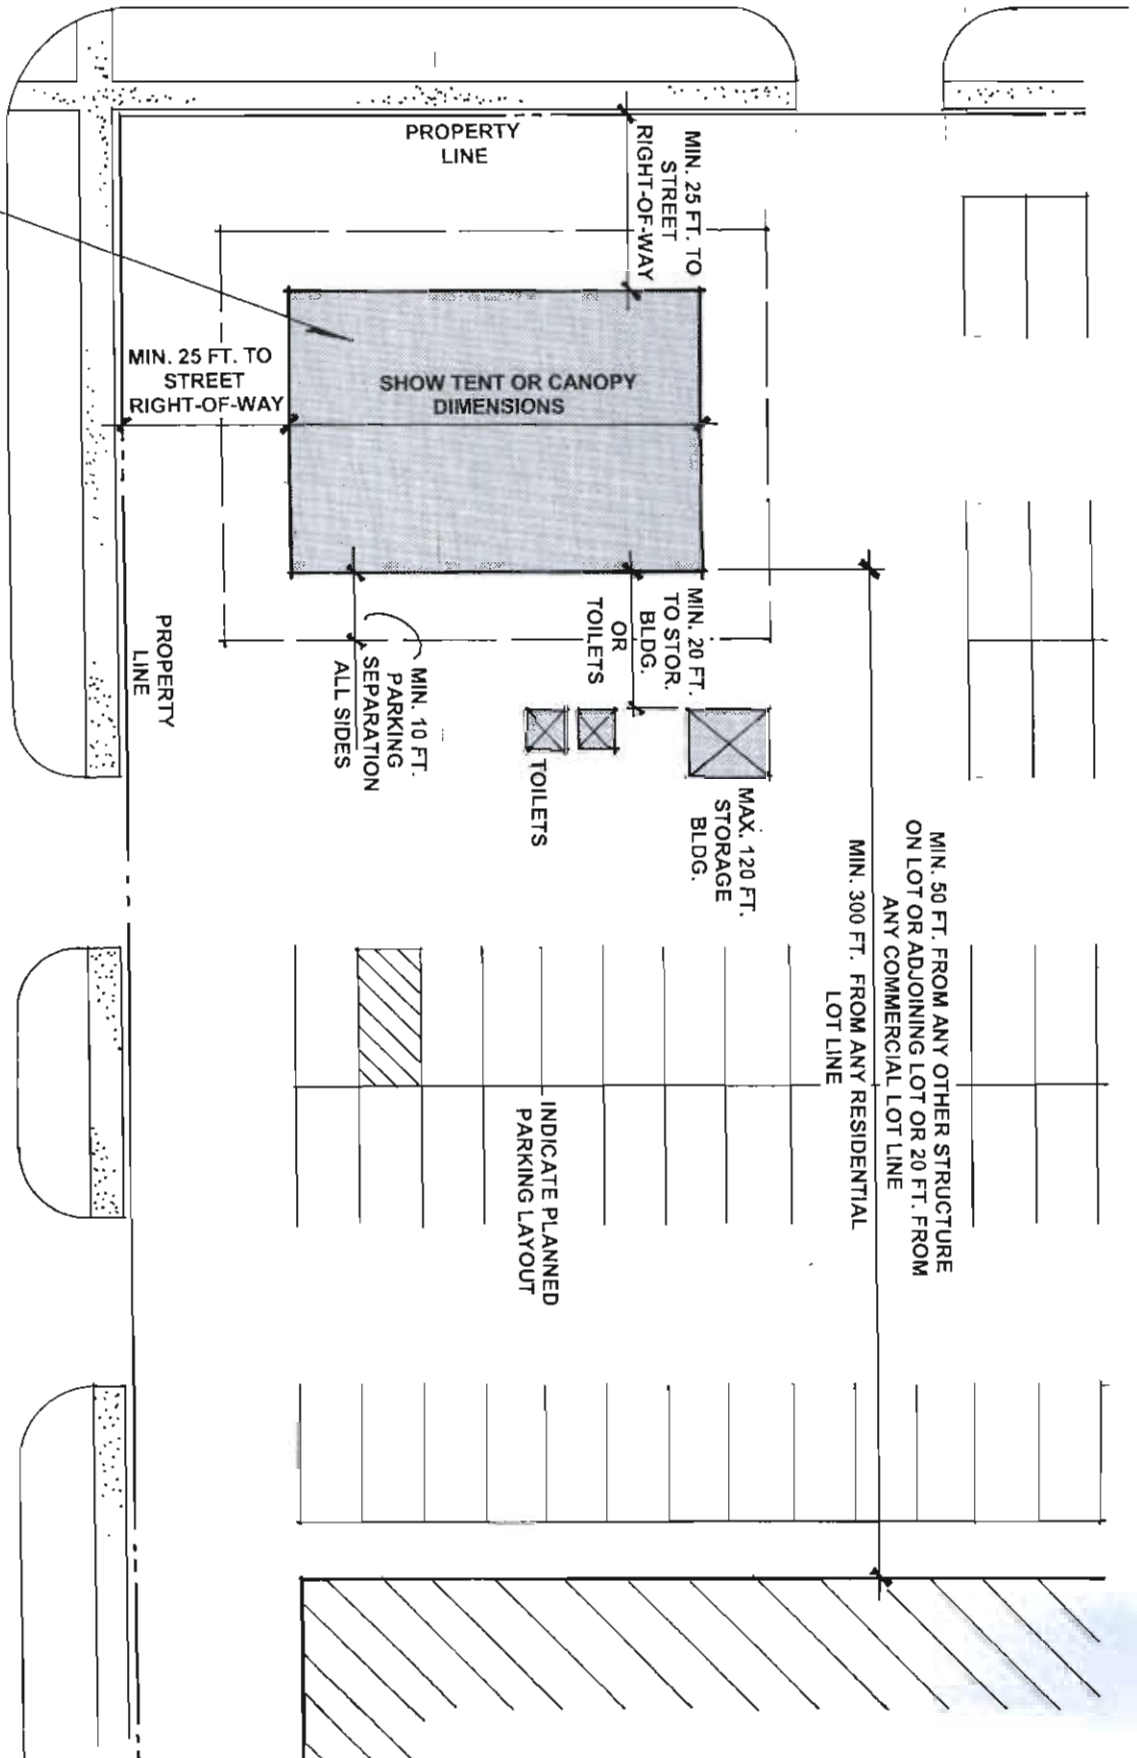 PROPERTY
LINE
MIN. 25 FT. TO
STREET
RIGHT-OF-WAY
MIN. 25 FT. TO
STREET
RIGHT-OF-WAY
SHOW TENT OR CANOPY
DIMENSIONS
PROPERTY
LINE
MIN. 10 FT.
PARKING
SEPARATION
ALL SIDES
MIN. 20 FT.
TO STOR.
BLDG.
OR
TOILETS
TOILETS
MAX. 120 FT.
STORAGE
BLDG.
MIN. 50 FT. FROM ANY OTHER STRUCTURE
ON LOT OR ADJOINING LOT OR 20 FT. FROM
ANY COMMERCIAL LOT LINE
MIN. 300 FT. FROM ANY RESIDENTIAL
LOT LINE
INDICATE PLANNED
PARKING LAYOUT